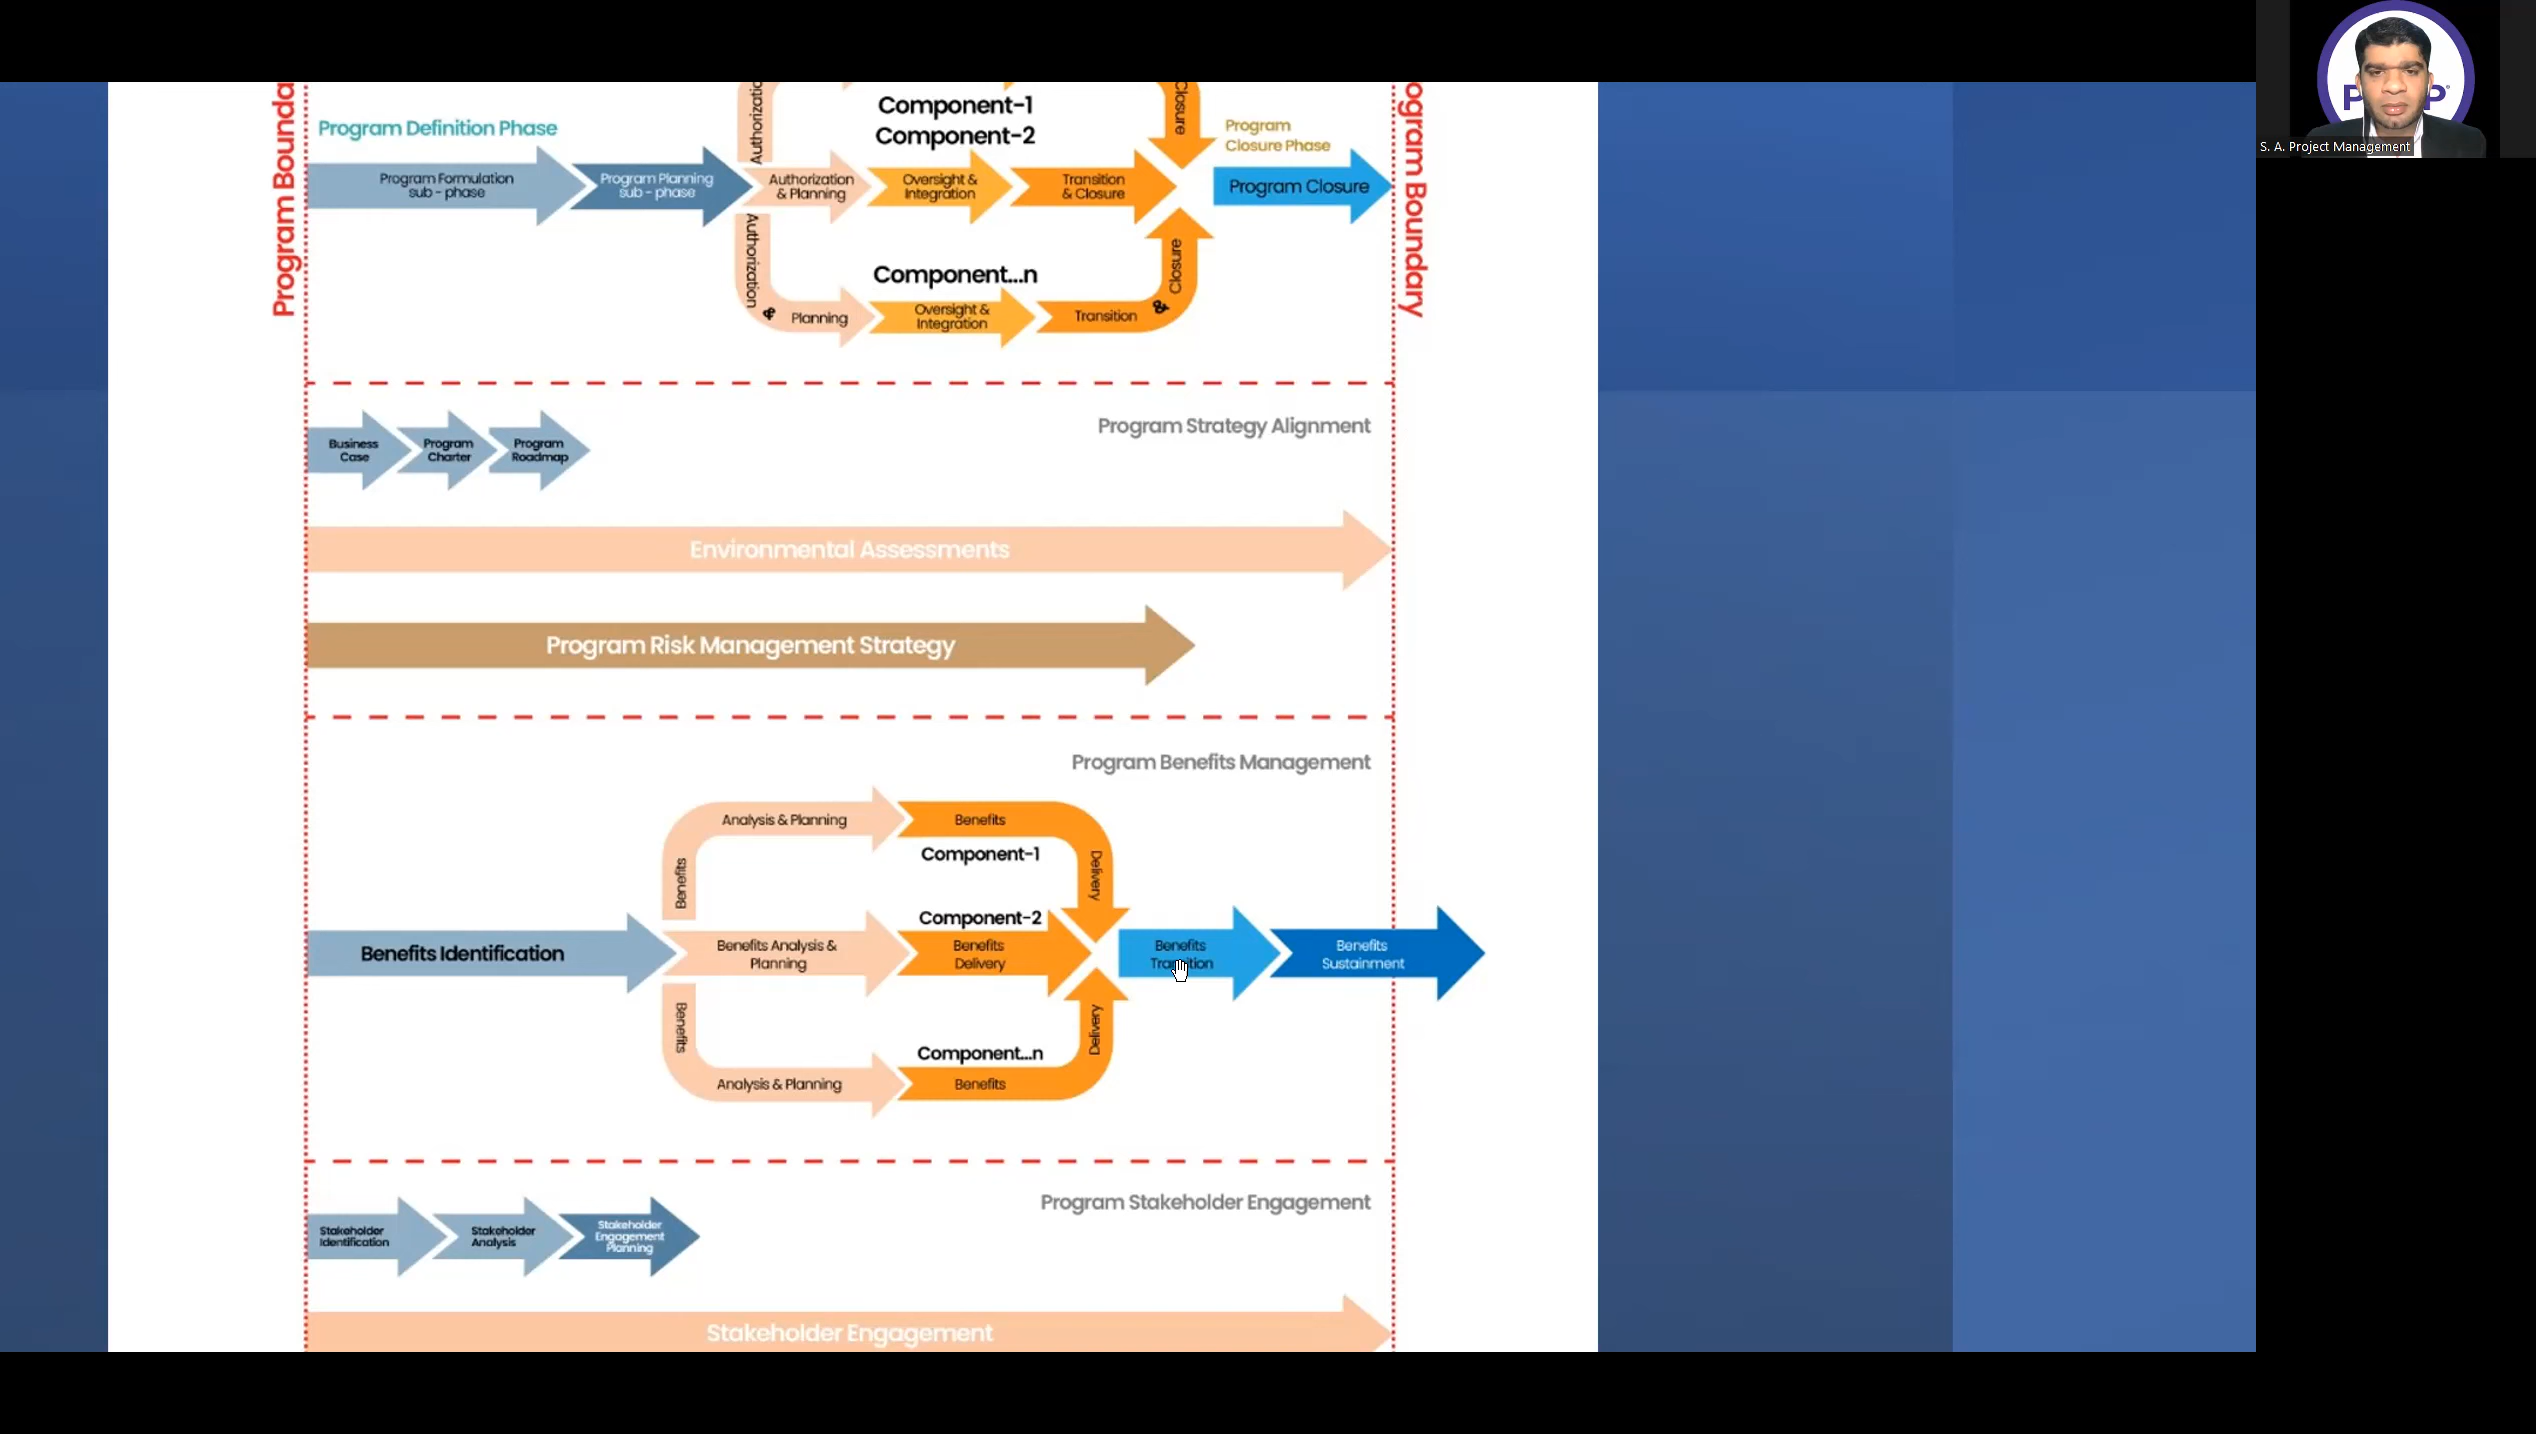 Program Bounda
Authorizatio
Closure
ogram Boundary
Component-1
Component-2
Program Definition Phase
Program
Closure Phase
Program Formulation
sub - phase
Program Planning
sub - phase
Authorization
& Planning
Oversight &
Integration
Transition
& Closure
Program Closure
Authorization
&
Planning
Component...n
Oversight &
Integration
Transition
&
Closure
Program Strategy Alignment
Business
Case
Program
Charter
Program
Roadmap
Environmental Assessments
Program Risk Management Strategy
Program Benefits Management
Benefits
Analysis & Planning
Benefits
Delivery
Component-1
Component-2
Benefits Identification
Benefits Analysis &
Planning
Benefits
Delivery
Benefits
Transition
Benefits
Sustainment
Benefits
Analysis & Planning
Component...n
Benefits
Delivery
Program Stakeholder Engagement
Stakeholder
Identification
Stakeholder
Analysis
Stakeholder
Engagement
Planning
Stakeholder Engagement
P P
S. A. Project Management